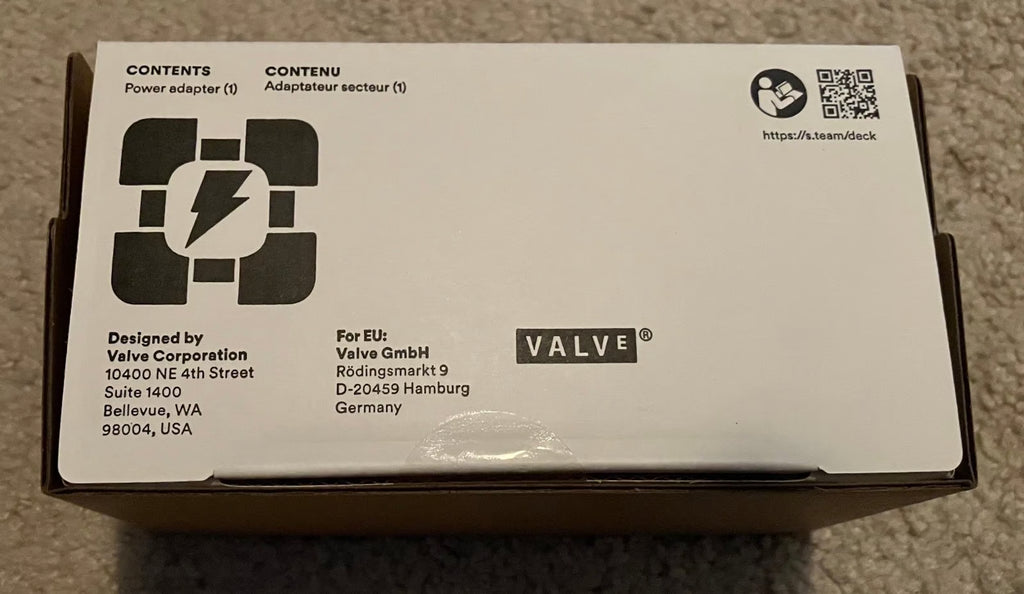 CONTENTS
Power adapter (1)
CONTENU
Adaptateur secteur (1)
https://s.team/deck
Designed by
Valve Corporation
10400 NE 4th Street
Suite 1400
Bellevue, WA
98004, USA
For EU:
Valve GmbH
Rödingsmarkt 9
D-20459 Hamburg
Germany
VALVE®